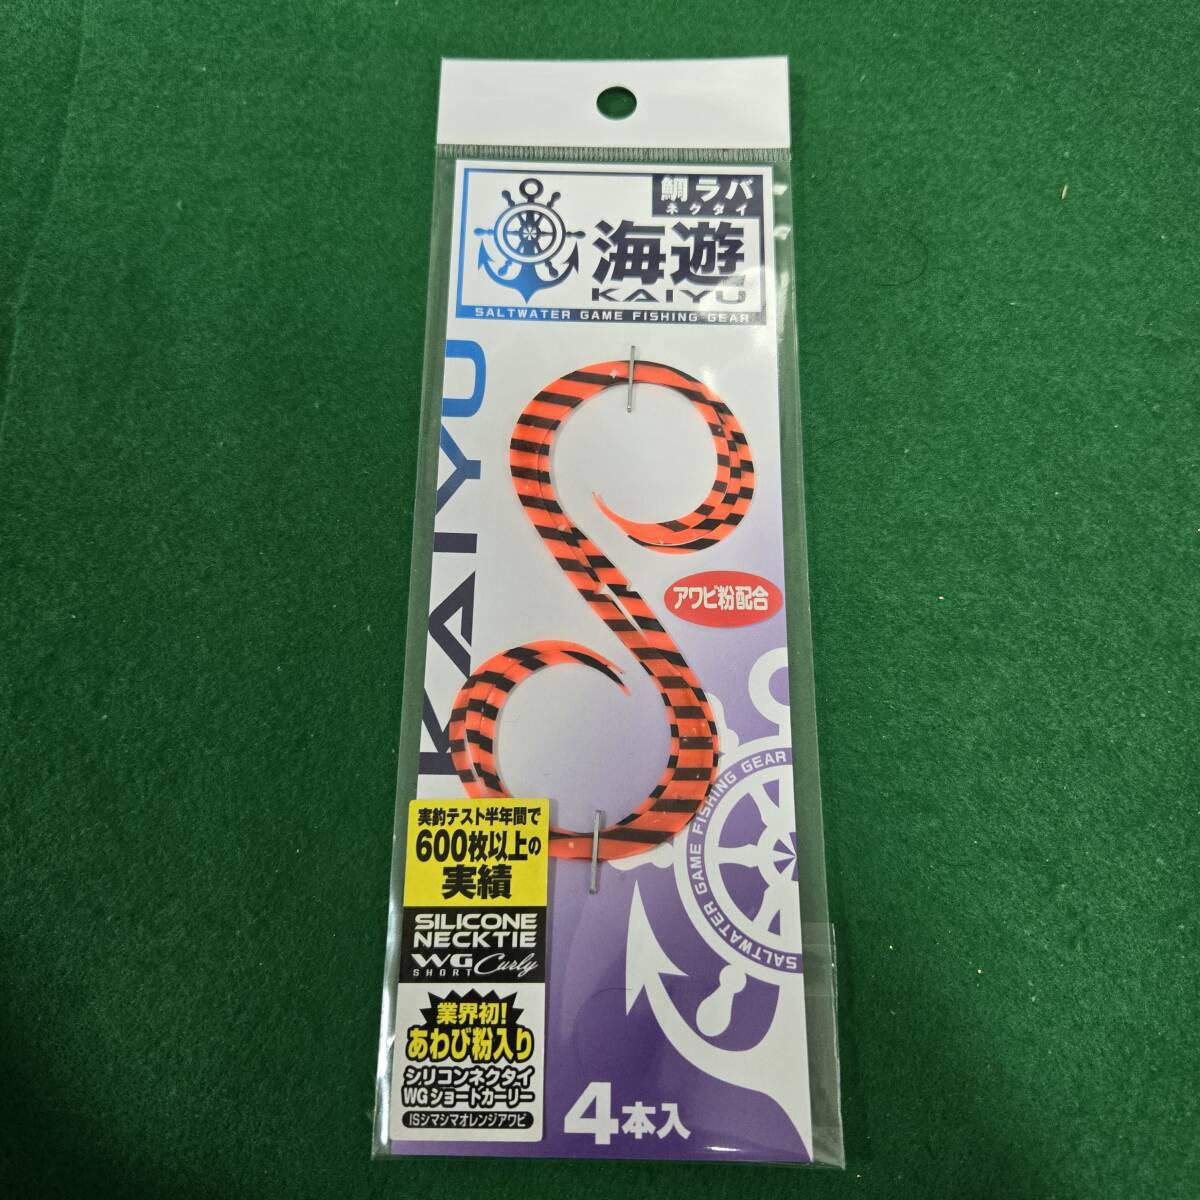 鯛ラバ
ネクタイ
海遊
KAIYU
SALTWATER GAME FISHING GEAR
KAIYU
アワビ粉配合
SALTWATER GAME FISHING GEAR
実釣テスト半年間で
600枚以上の
実績
SILICONE
NECKTIE
WG Curly
SHORT
業界初!
あわび粉入り
シリコンネクタイ
WGショートカーリー
ISシマシマオレンジアワビ
4本入